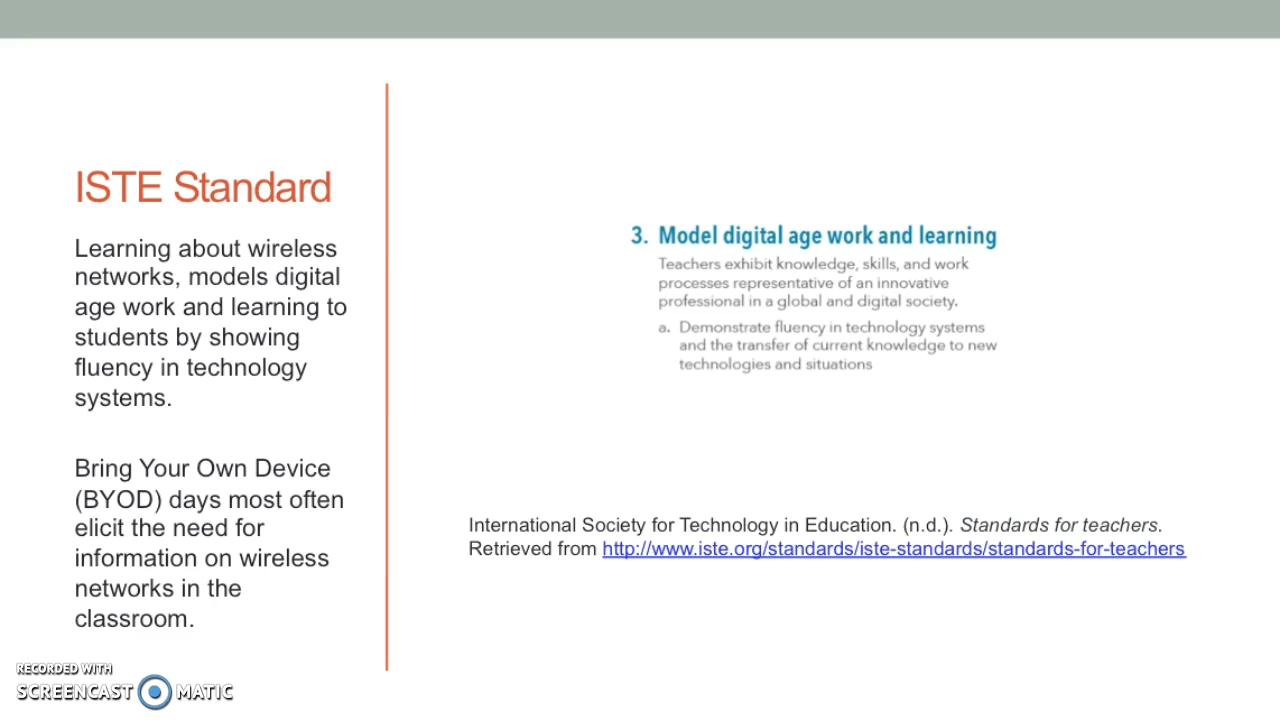 ISTE Standard
Learning about wireless
networks, models digital
age work and learning to
students by showing
fluency in technology
systems.
Bring Your Own Device
(BYOD) days most often
elicit the need for
information on wireless
networks in the
classroom.
3. Model digital age work and learning
Teachers exhibit knowledge, skills, and work
processes representative of an innovative
professional in a global and digital society.
a. Demonstrate fluency in technology systems
and the transfer of current knowledge to new
technologies and situations
International Society for Technology in Education. (n.d.). Standards for teachers.
Retrieved from http://www.iste.org/standards/iste-standards/standards-for-teachers
RECORDED WITH
SCREENCAST MATIC